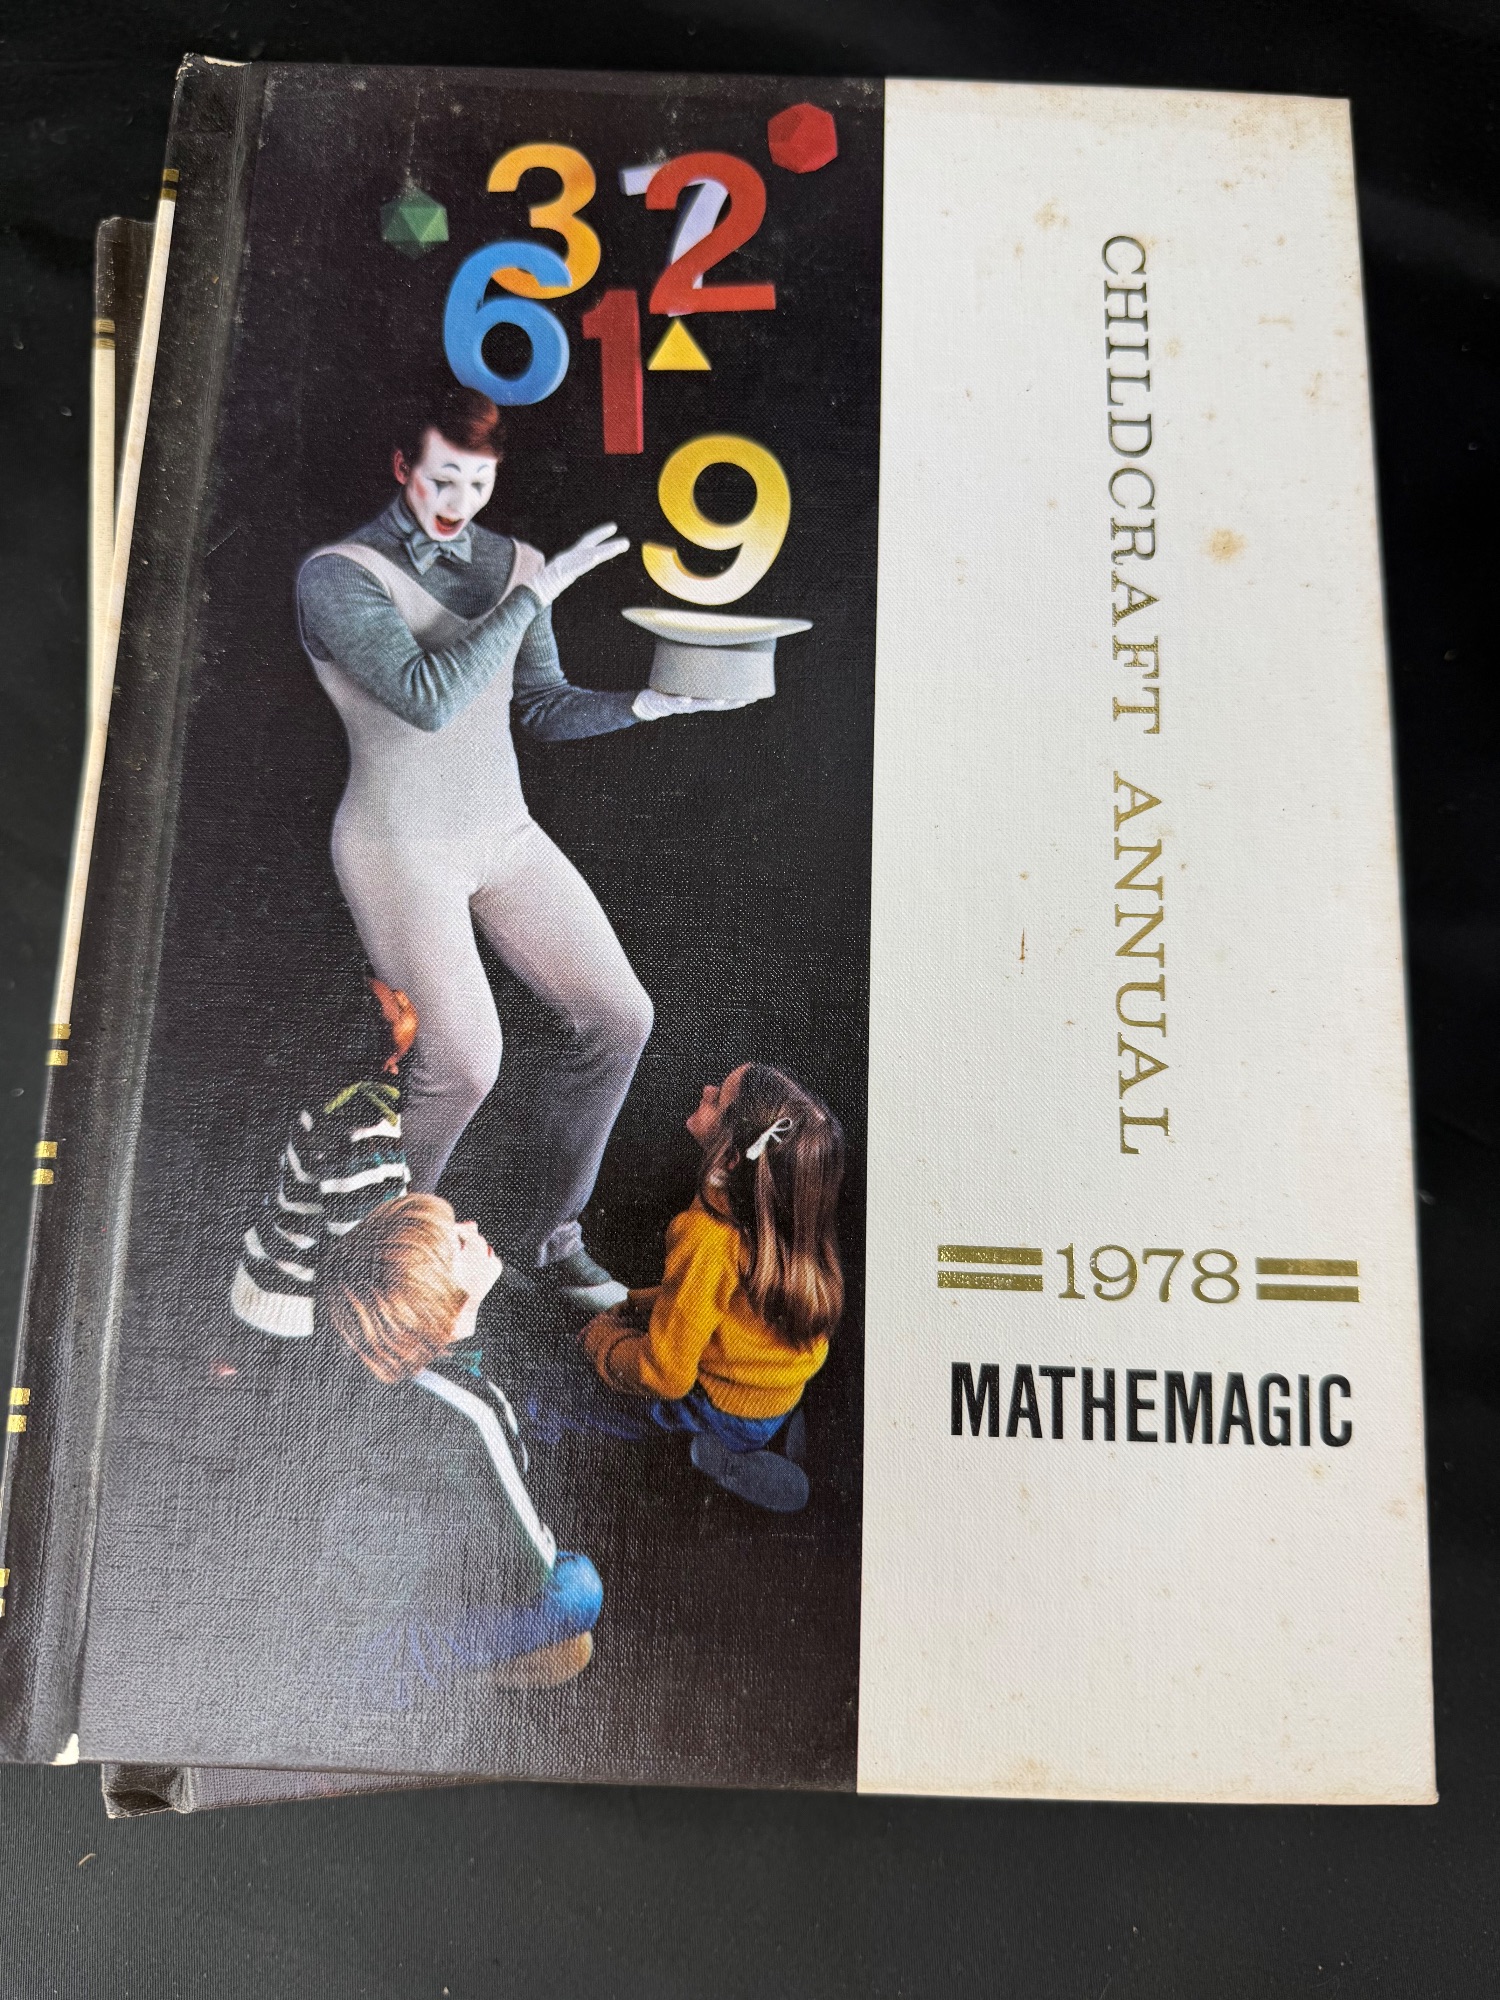 3 7 2
6 1
9
CHILDCRAFT ANNUAL
1978
MATHEMAGIC